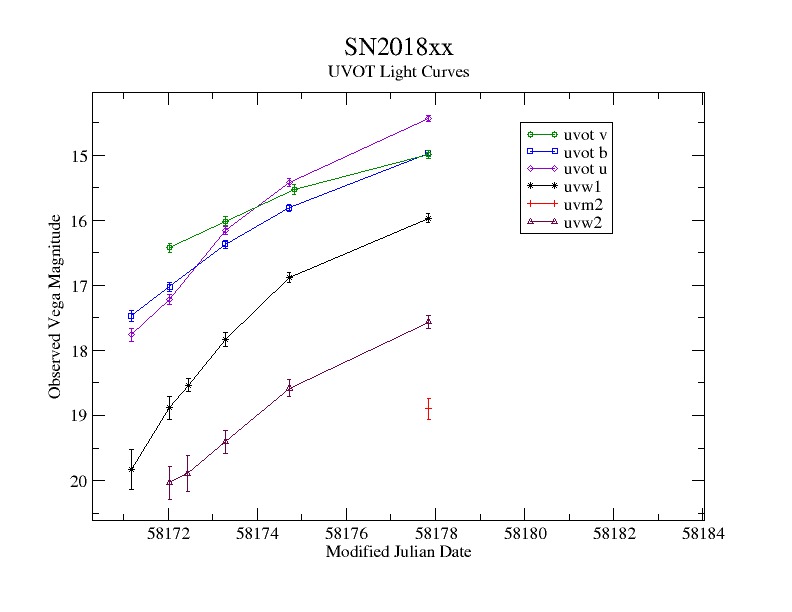 SN2018xx
UVOT Light Curves
Observed Vega Magnitude
15
16
17
18
19
20
uvot v
uvot b
uvot u
uvw1
uvm2
uvw2
58172 58174 58176 58178 58180 58182 58184
Modified Julian Date